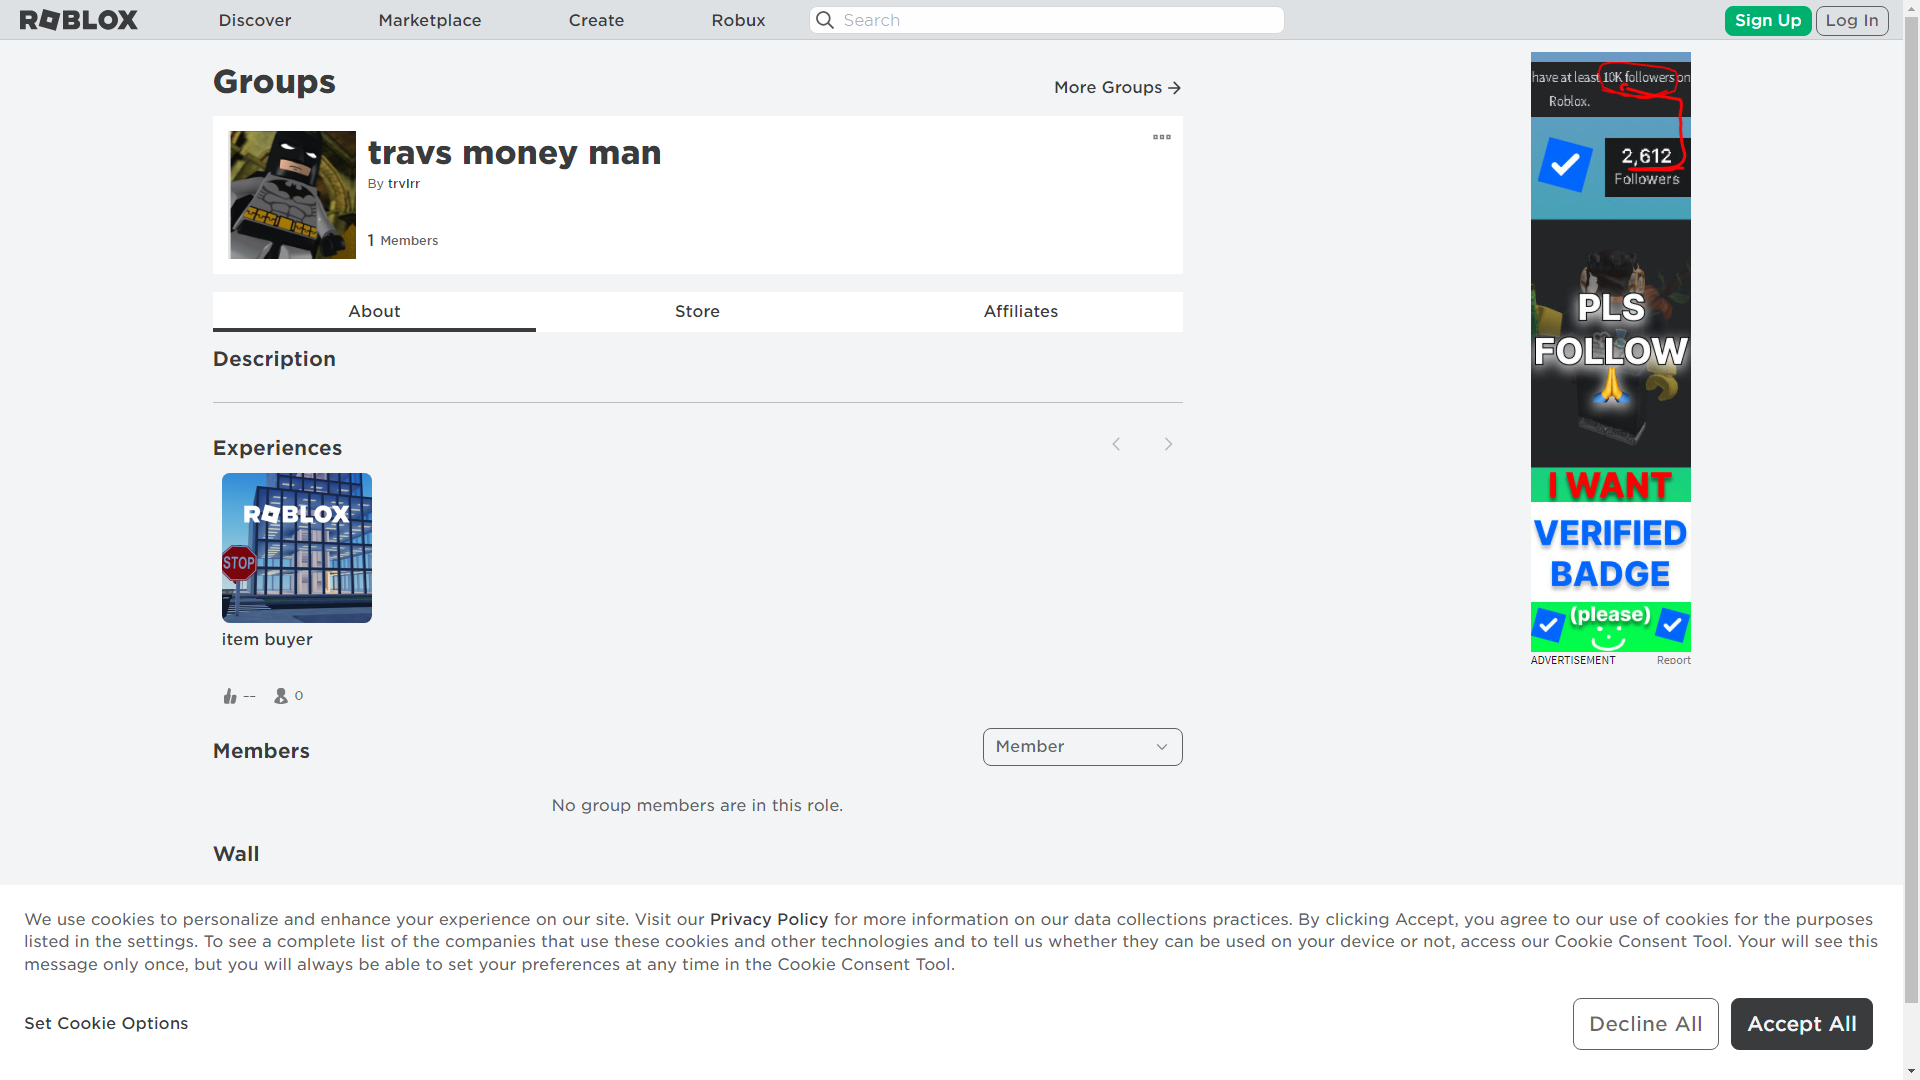 ROBLOX
Discover
Marketplace
Create
Robux
Search
Sign Up
Log In
Groups
More Groups
travs money man
By trvlrr
1 Members
About
Store
Affiliates
Description
Experiences
ROBLOX
STOP
item buyer
--
0
Members
Member
No group members are in this role.
Wall
have at least 10K followers on
Roblox.
2,612
Followers
PLS
FOLLOW
I WANT
VERIFIED
BADGE
(please)
ADVERTISEMENT
Report
We use cookies to personalize and enhance your experience on our site. Visit our Privacy Policy for more information on our data collections practices. By clicking Accept, you agree to our use of cookies for the purposes
listed in the settings. To see a complete list of the companies that use these cookies and other technologies and to tell us whether they can be used on your device or not, access our Cookie Consent Tool. Your will see this
message only once, but you will always be able to set your preferences at any time in the Cookie Consent Tool.
Set Cookie Options
Decline All
Accept All